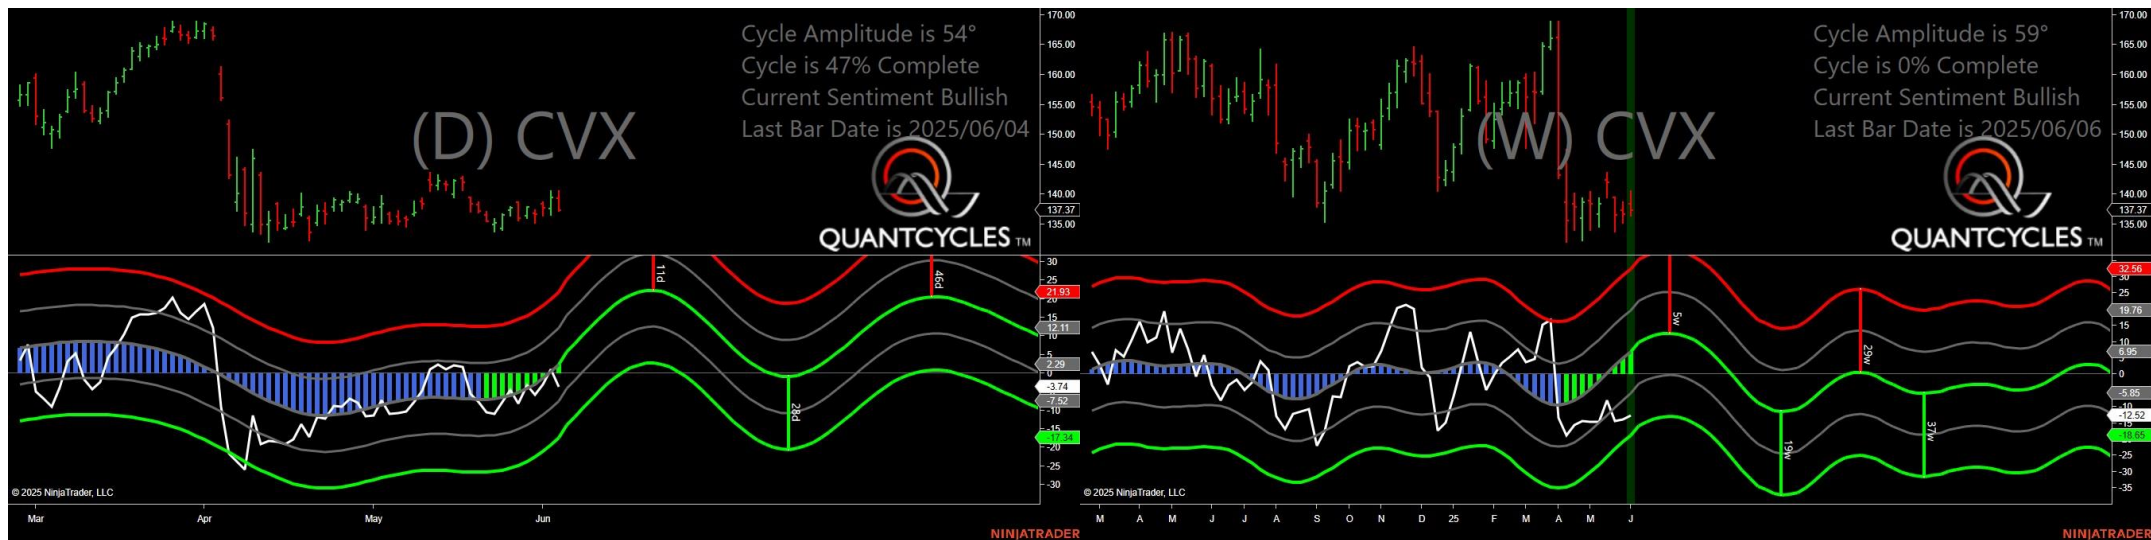 Cycle Amplitude is 54°
Cycle is 47% Complete
Current Sentiment Bullish
Last Bar Date is 2025/06/04
(D) CVX
QUANTCYCLES TM
170.00
165.00
160.00
155.00
150.00
145.00
140.00
137.37
135.00
11d
46d
28d
30
25
21.93
20
15
12.11
5
2.29
0
-3.74
-7.52
-10
-15
-17.34
-20
-25
-30
© 2025 NinjaTrader, LLC
Mar Apr May Jun
NINJATRADER
Cycle Amplitude is 59°
Cycle is 0% Complete
Current Sentiment Bullish
Last Bar Date is 2025/06/06
(W) CVX
QUANTCYCLES TM
170.00
165.00
160.00
155.00
150.00
145.00
140.00
137.37
135.00
5w
29w
19w
37w
32.56
30
25
19.76
15
10
6.95
5
0
-5.85
-10
-12.52
-15
-18.65
-25
-30
-35
© 2025 NinjaTrader, LLC
M A M J J A S O N D 25 F M A M J
NINJATRADER